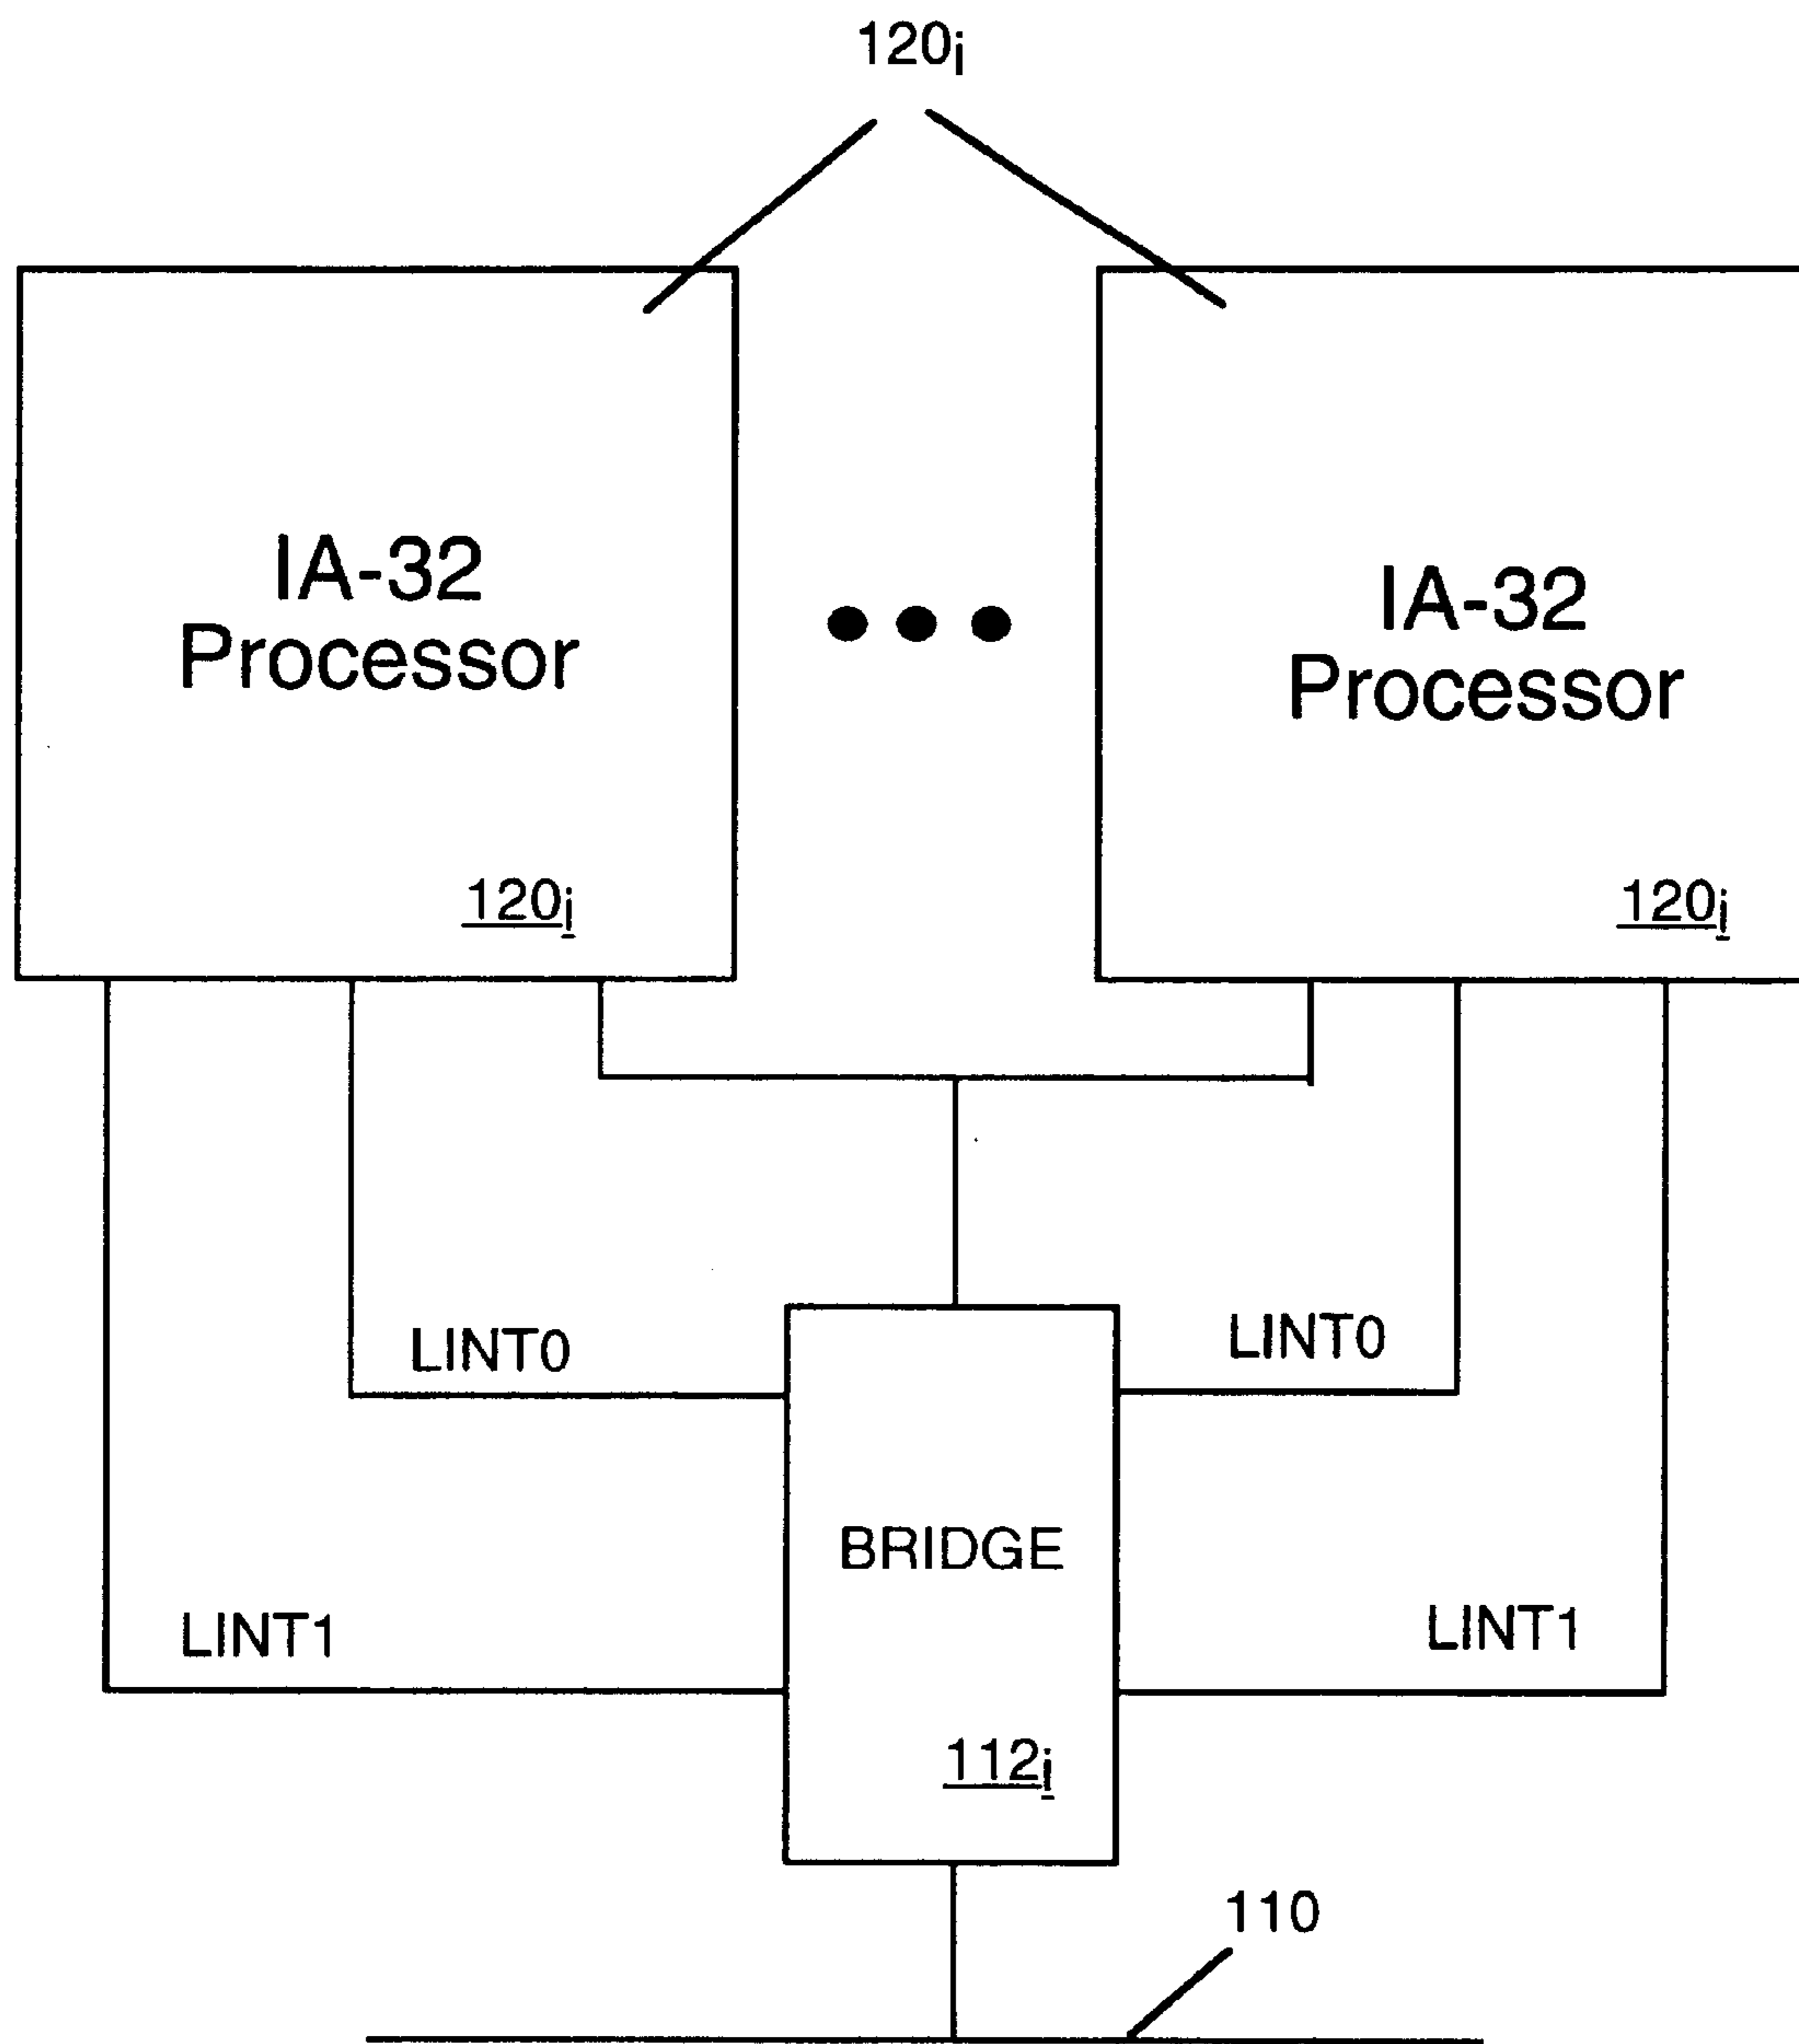 120i
IA-32
Processor
120i
IA-32
Processor
120i
LINT0
LINT0
BRIDGE
LINT1
LINT1
112i
110